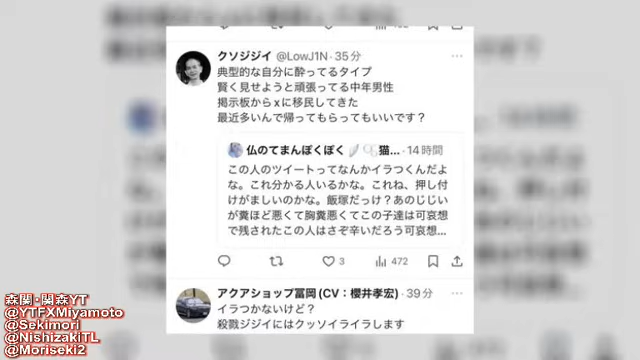 クソジジイ @LowJ1N · 35分
典型的な自分に酔ってるタイプ
賢く見せようと頑張ってる中年男性
掲示板からxに移民してきた
最近多いんで帰ってもらってもいいです？
仏のてまんぽくぽく 猫... · 14時間
この人のツイートってなんかイラつくんだよ
な。これ分かる人いるかな。これね、押し付
けがましいのかな。飯塚だっけ？あのじじい
が糞ほど悪くて胸糞悪くてこの子達は可哀想
で残されたこの人はさぞ辛いだろう可哀想...
3 472
アクアショップ冨岡 (CV：櫻井孝宏) · 39分
イラつかないけど？
殺戮ジジイにはクッソイライラします
森関·関森YT
@YTFXMiyamoto
@Sekimori
@NishizakiTL
@Moriseki2